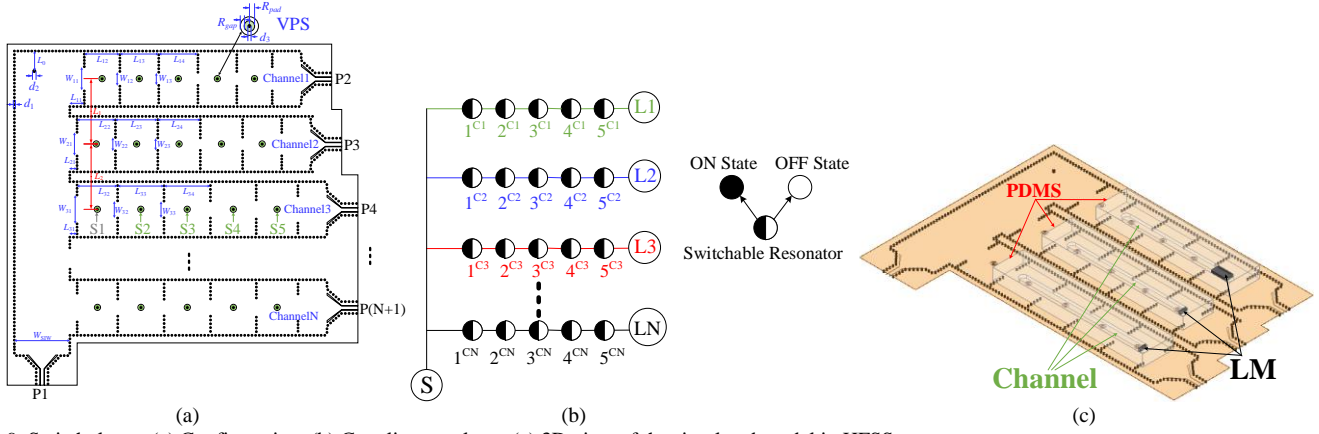 R_pad
R_gap
VPS
d_3
L_9
d_2
d_1
L_12
L_13
L_14
W_11
W_12
W_13
Channel1
P2
L_11
L_1
L_22
L_23
L_24
W_21
W_22
W_23
Channel2
P3
L_21
L_2
L_32
L_33
L_34
W_31
W_32
W_33
Channel3
P4
L_31
S1
S2
S3
S4
S5
ChannelN
P(N+1)
W_SIW
P1
(a)
L1
1^C1 2^C1 3^C1 4^C1 5^C1
L2
1^C2 2^C2 3^C2 4^C2 5^C2
L3
1^C3 2^C3 3^C3 4^C3 5^C3
LN
1^CN 2^CN 3^CN 4^CN 5^CN
S
(b)
ON State
OFF State
Switchable Resonator
PDMS
Channel
LM
(c)